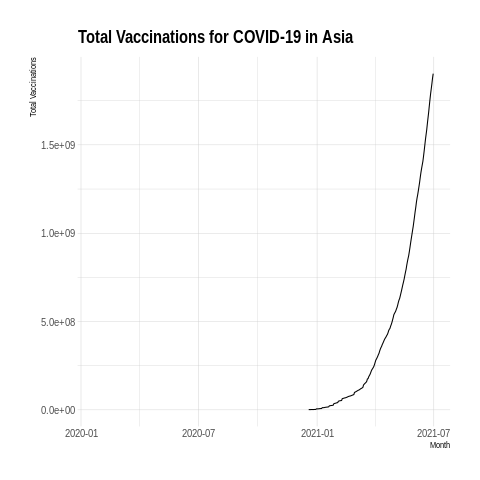 Total Vaccinations for COVID-19 in Asia
Total Vaccinations
1.5e+09
1.0e+09
5.0e+08
0.0e+00
2020-01 2020-07 2021-01 2021-07
Month